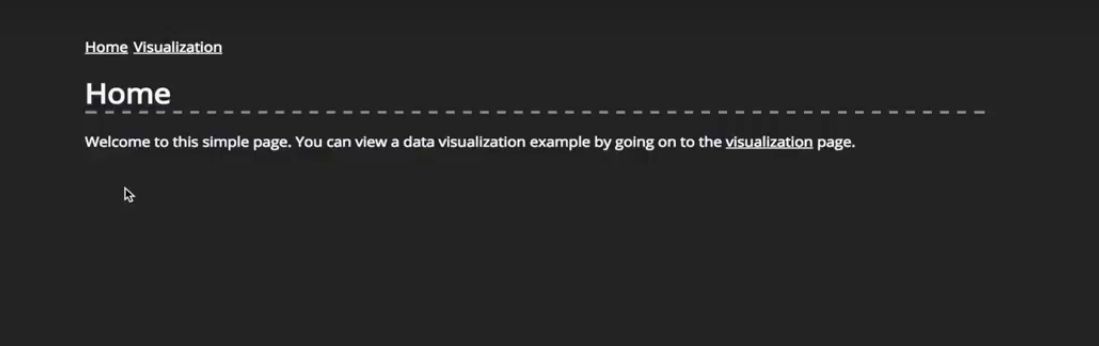 Home Visualization
Home
Welcome to this simple page. You can view a data visualization example by going on to the visualization page.